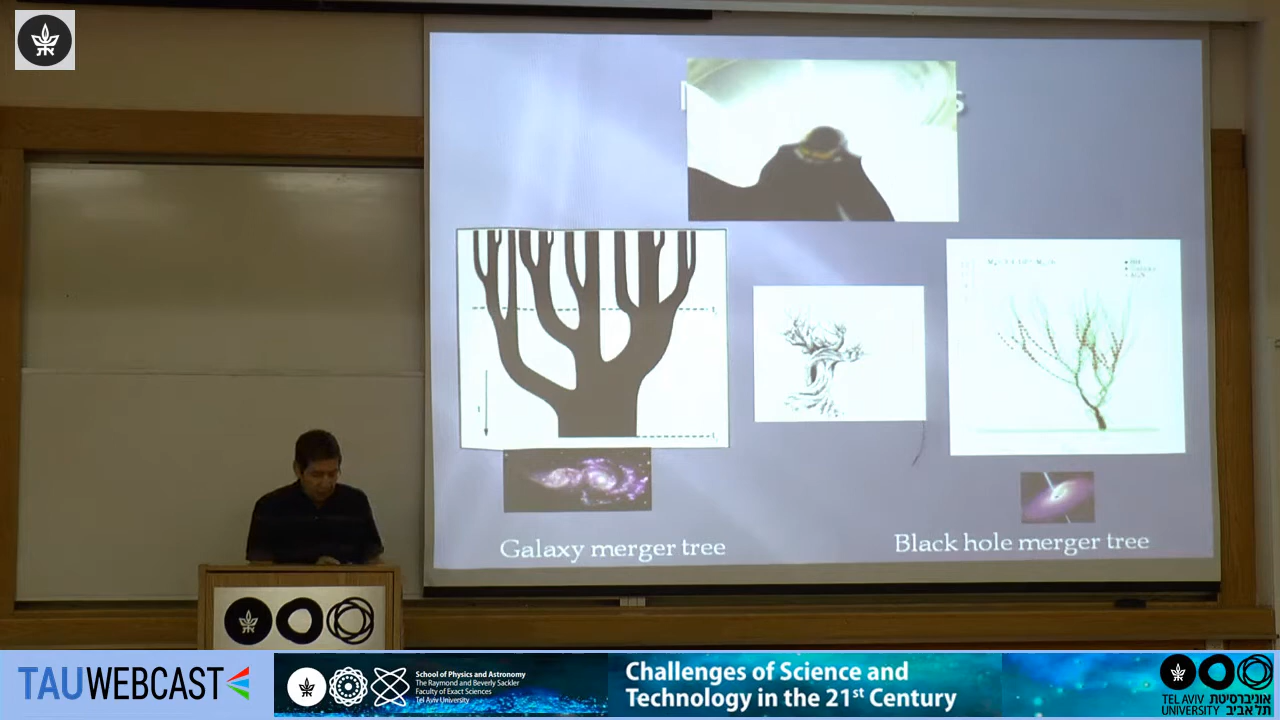 Galaxy merger tree
Black hole merger tree
TAUWEBCAST
School of Physics and Astronomy
The Raymond and Beverly Sackler
Faculty of Exact Sciences
Tel Aviv University
Challenges of Science and
Technology in the 21st Century
TEL AVIV אוניברסיטת
UNIVERSITY תל אביב